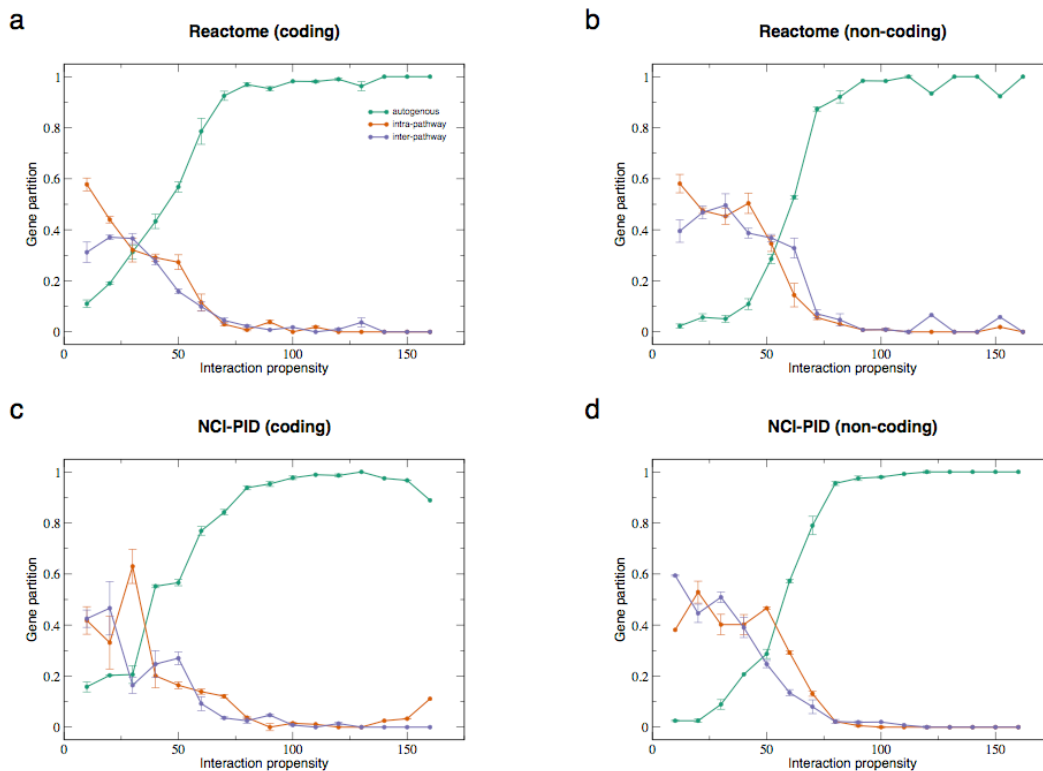 a
Reactome (coding)
1
0.8
0.6
0.4
0.2
0
Gene partition
autogenous
intra-pathway
inter-pathway
0 50 100 150
Interaction propensity
b
Reactome (non-coding)
1
0.8
0.6
0.4
0.2
0
Gene partition
0 50 100 150
Interaction propensity
c
NCI-PID (coding)
1
0.8
0.6
0.4
0.2
0
Gene partition
0 50 100 150
Interaction propensity
d
NCI-PID (non-coding)
1
0.8
0.6
0.4
0.2
0
Gene partition
0 50 100 150
Interaction propensity